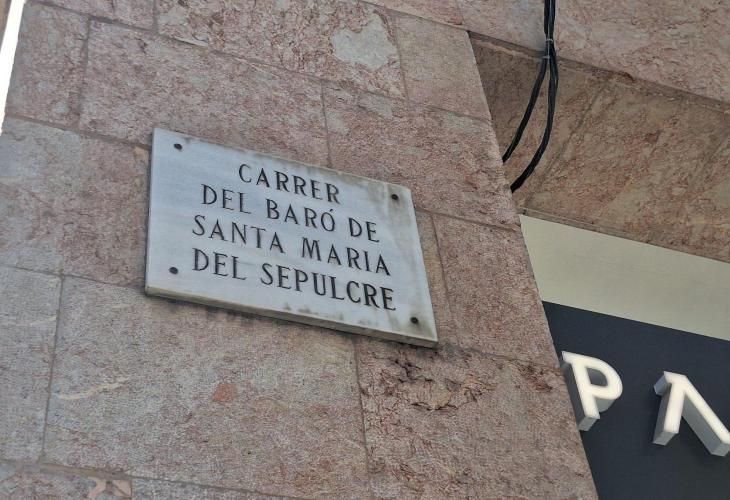 CARRER
DEL BARÓ DE
SANTA MARIA
DEL SEPULCRE